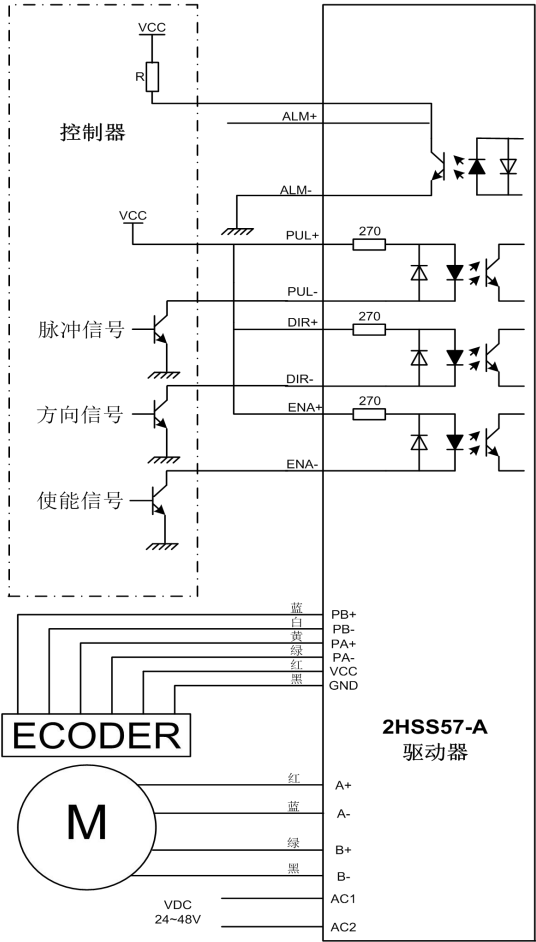 VCC
R
控制器
ALM+
ALM-
VCC
PUL+
270
PUL-
脉冲信号
DIR+
270
DIR-
方向信号
ENA+
270
ENA-
使能信号
蓝
PB+
白
PB-
黄
PA+
绿
PA-
红
VCC
黑
GND
ECODER
2HSS57-A
驱动器
M
红
A+
蓝
A-
绿
B+
黑
B-
VDC
24~48V
AC1
AC2